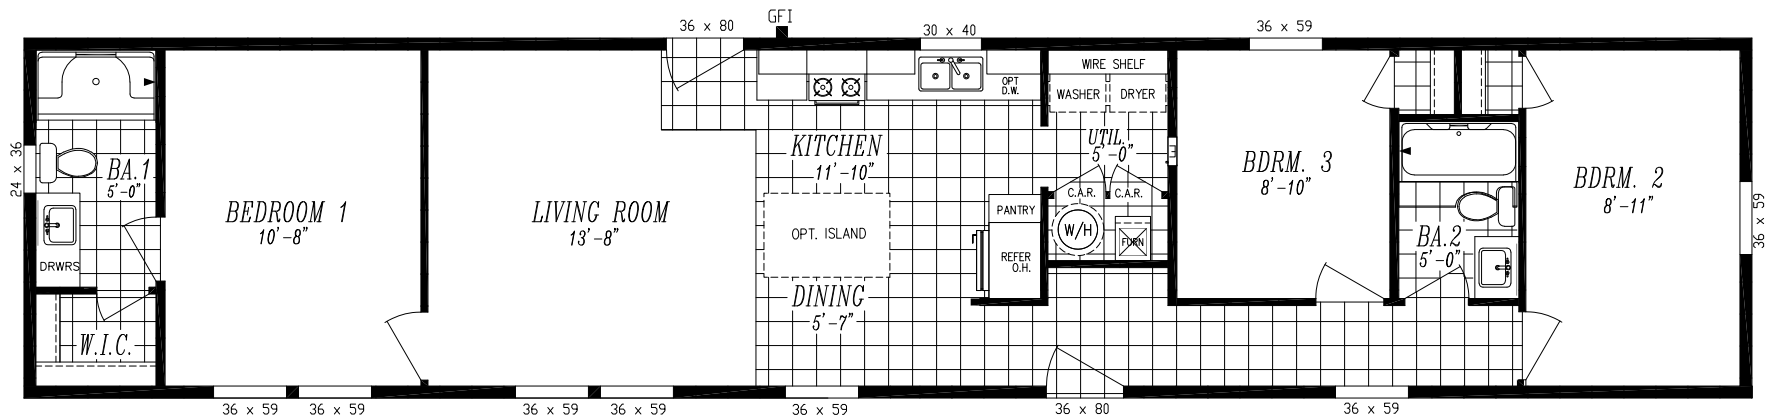 GFI
36 x 80
30 x 40
36 x 59
WIRE SHELF
WASHER
DRYER
OPT
D.W.
KITCHEN
11'-10"
UTIL.
5'-0"
BDRM. 3
8'-10"
BDRM. 2
8'-11"
24 x 36
BA.1
5'-0"
C.A.R.
C.A.R.
BEDROOM 1
10'-8"
LIVING ROOM
13'-8"
OPT. ISLAND
PANTRY
W/H
FURN
REFER
O.H.
BA.2
5'-0"
36 x 59
DRWRS
DINING
5'-7"
W.I.C.
36 x 59
36 x 59
36 x 59
36 x 59
36 x 59
36 x 80
36 x 59